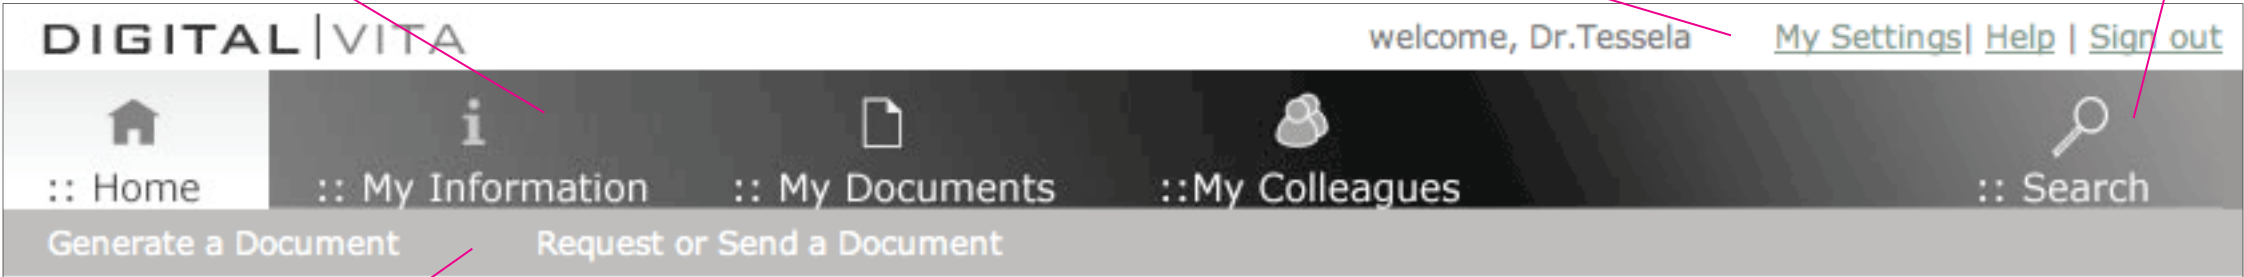 DIGITAL|VITA welcome, Dr.Tessela My Settings| Help | Sign out
:: Home :: My Information :: My Documents ::My Colleagues :: Search
Generate a Document Request or Send a Document